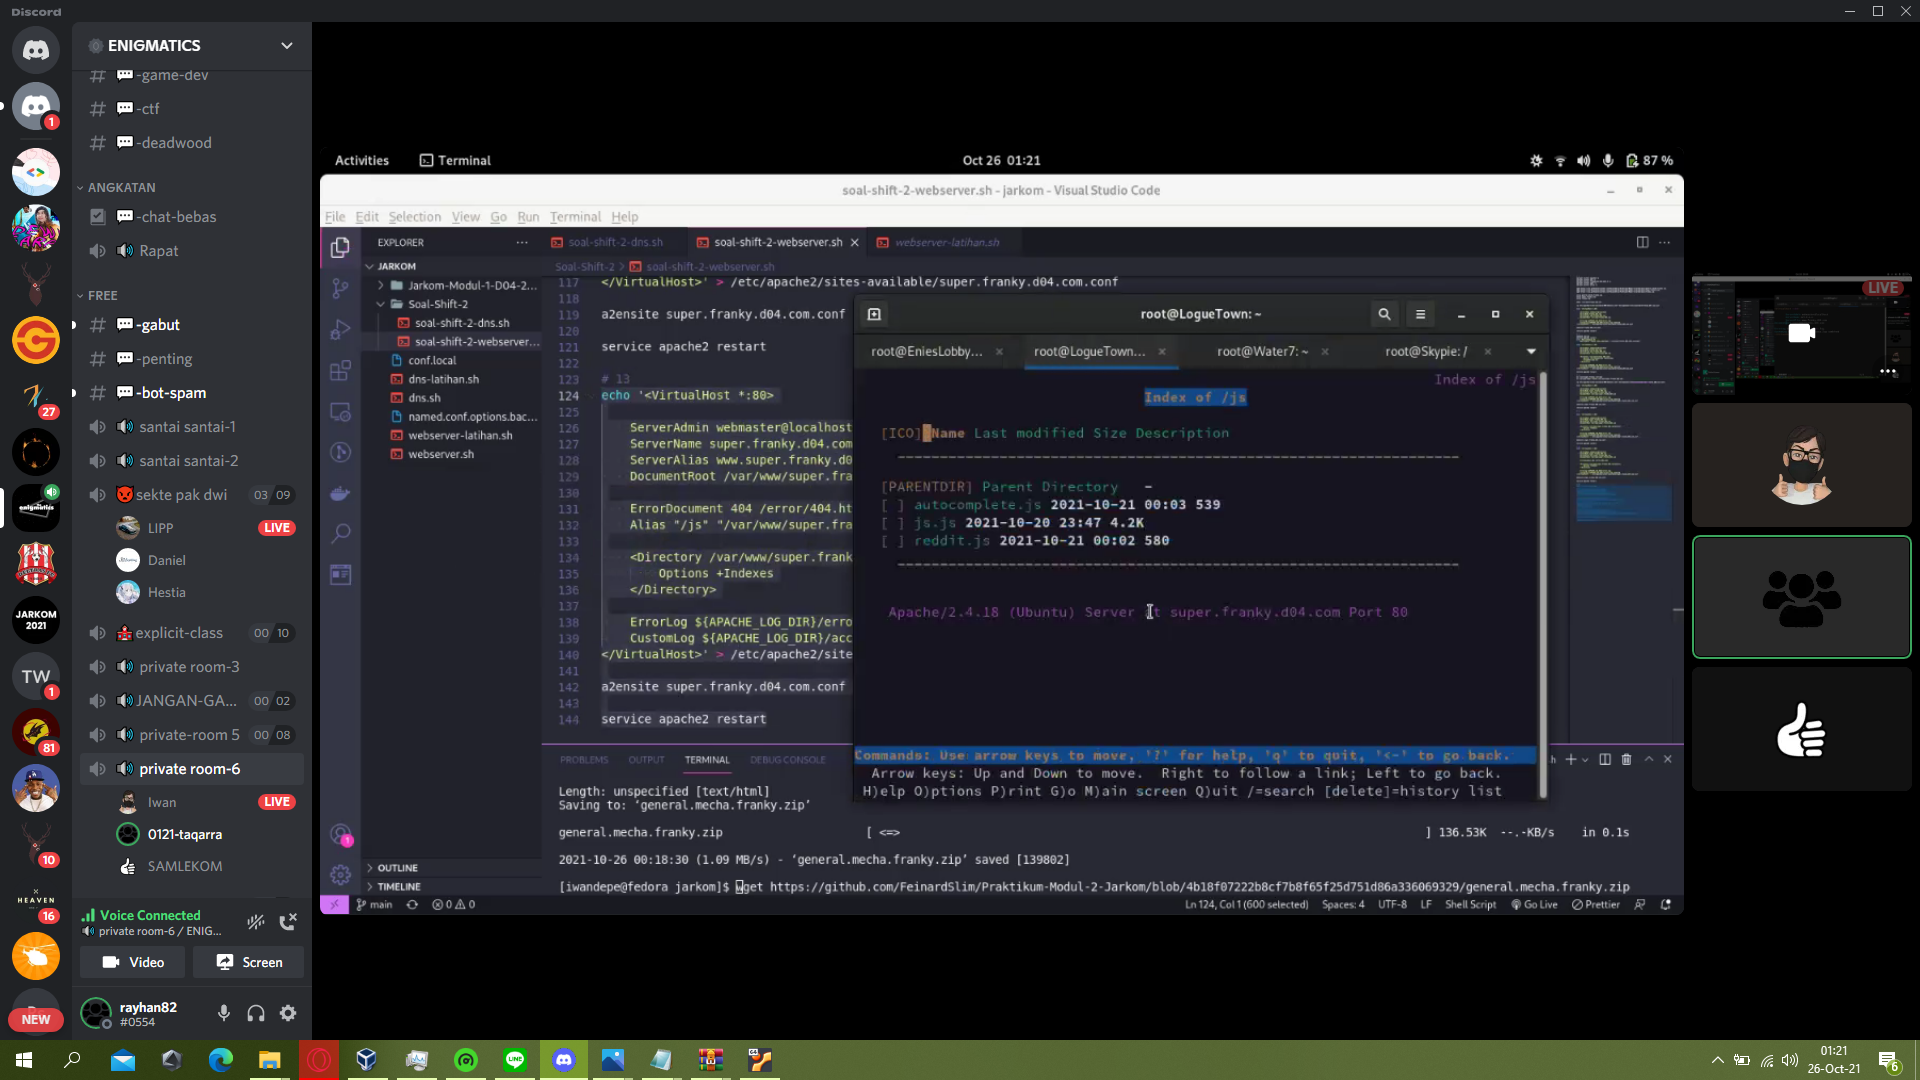 Discord
ENIGMATICS
-game-dev
-ctf
-deadwood
ANGKATAN
-chat-bebas
Rapat
FREE
-gabut
-penting
-bot-spam
santai santai-1
santai santai-2
sekte pak dwi 03 09
LIPP LIVE
Daniel
Hestia
explicit-class 00 10
private room-3
JANGAN-GA... 00 02
private-room 5 00 08
private room-6
Iwan LIVE
0121-taqarra
SAMLEKOM
Voice Connected
private room-6 / ENIG...
Video Screen
rayhan82
#0554
1
27
enigmatics
JARKOM
2021
TW
1
81
10
HEAVEN
16
NEW
Activities Terminal Oct 26 01:21 87 %
soal-shift-2-webserver.sh - jarkom - Visual Studio Code
File Edit Selection View Go Run Terminal Help
EXPLORER
soal-shift-2-dns.sh soal-shift-2-webserver.sh webserver-latihan.sh
JARKOM
Jarkom-Modul-1-D04-2...
Soal-Shift-2
soal-shift-2-dns.sh
soal-shift-2-webserver...
conf.local
dns-latihan.sh
dns.sh
named.conf.options.bac...
webserver-latihan.sh
webserver.sh
OUTLINE
TIMELINE
Soal-Shift-2 > soal-shift-2-webserver.sh
117 </VirtualHost>' > /etc/apache2/sites-available/super.franky.d04.com.conf
118
119 a2ensite super.franky.d04.com.conf
120
121 service apache2 restart
122
123 # 13
124 echo '<VirtualHost *:80>
125
126 ServerAdmin webmaster@localhost
127 ServerName super.franky.d04.com
128 ServerAlias www.super.franky.d0
129 DocumentRoot /var/www/super.fra
130
131 ErrorDocument 404 /error/404.ht
132 Alias "/js" "/var/www/super.fra
133
134 <Directory /var/www/super.frank
135 Options +Indexes
136 </Directory>
137
138 ErrorLog ${APACHE_LOG_DIR}/erro
139 CustomLog ${APACHE_LOG_DIR}/acc
140 </VirtualHost>' > /etc/apache2/site
141
142 a2ensite super.franky.d04.com.conf
143
144 service apache2 restart
root@LogueTown: ~
root@EniesLobby... root@LogueTown... root@Water7: ~ root@Skypie: /
Index of /js
Index of /js
[ICO] Name Last modified Size Description
[PARENTDIR] Parent Directory -
[ ] autocomplete.js 2021-10-21 00:03 539
[ ] js.js 2021-10-20 23:47 4.2K
[ ] reddit.js 2021-10-21 00:02 580
Apache/2.4.18 (Ubuntu) Server at super.franky.d04.com Port 80
Commands: Use arrow keys to move, '?' for help, 'q' to quit, '<-' to go back.
Arrow keys: Up and Down to move. Right to follow a link; Left to go back.
H)elp O)ptions P)rint G)o M)ain screen Q)uit /=search [delete]=history list
PROBLEMS OUTPUT TERMINAL DEBUG CONSOLE
Length: unspecified [text/html]
Saving to: ‘general.mecha.franky.zip’
general.mecha.franky.zip [ <=> ] 136.53K --.-KB/s in 0.1s
2021-10-26 00:18:30 (1.09 MB/s) - ‘general.mecha.franky.zip’ saved [139802]
[iwandepe@fedora jarkom]$ wget https://github.com/FeinardSlim/Praktikum-Modul-2-Jarkom/blob/4b18f07222b8cf7b8f65f25d751d86a336069329/general.mecha.franky.zip
main 0 0 Ln 124, Col 1 (600 selected) Spaces: 4 UTF-8 LF Shell Script Go Live Prettier
LIVE
01:21
26-Oct-21
6